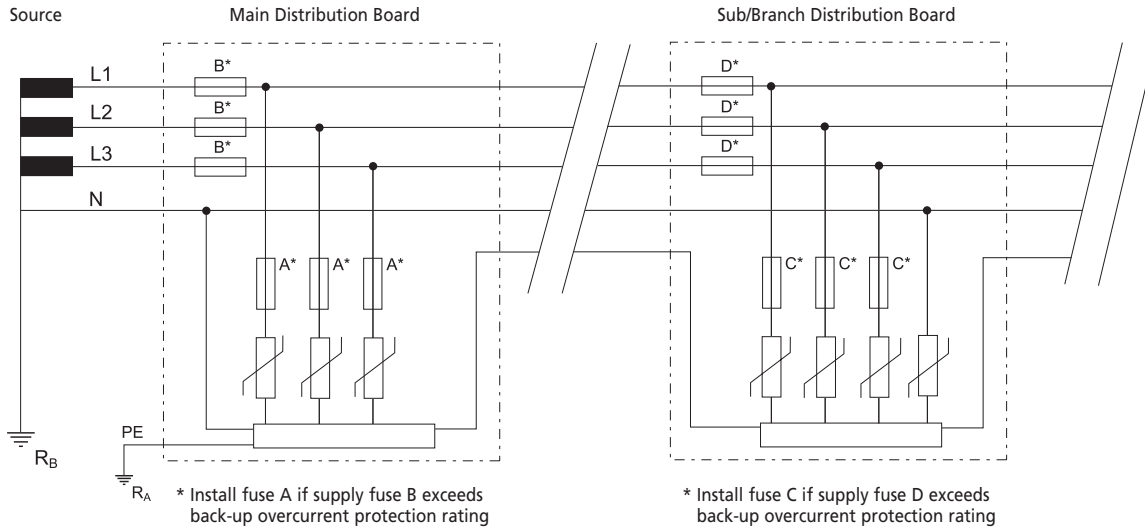 Source
Main Distribution Board
Sub/Branch Distribution Board
L1
B*
D*
L2
B*
D*
L3
B*
D*
N
A*
A*
A*
C*
C*
C*
PE
RB
RA
* Install fuse A if supply fuse B exceeds
back-up overcurrent protection rating
* Install fuse C if supply fuse D exceeds
back-up overcurrent protection rating